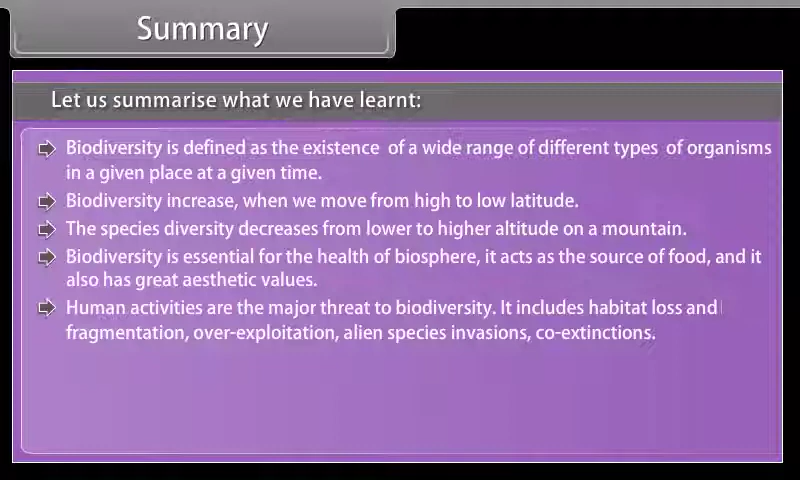 Summary
Let us summarise what we have learnt:
Biodiversity is defined as the existence of a wide range of different types of organisms
in a given place at a given time.
Biodiversity increase, when we move from high to low latitude.
The species diversity decreases from lower to higher altitude on a mountain.
Biodiversity is essential for the health of biosphere, it acts as the source of food, and it
also has great aesthetic values.
Human activities are the major threat to biodiversity. It includes habitat loss and
fragmentation, over-exploitation, alien species invasions, co-extinctions.